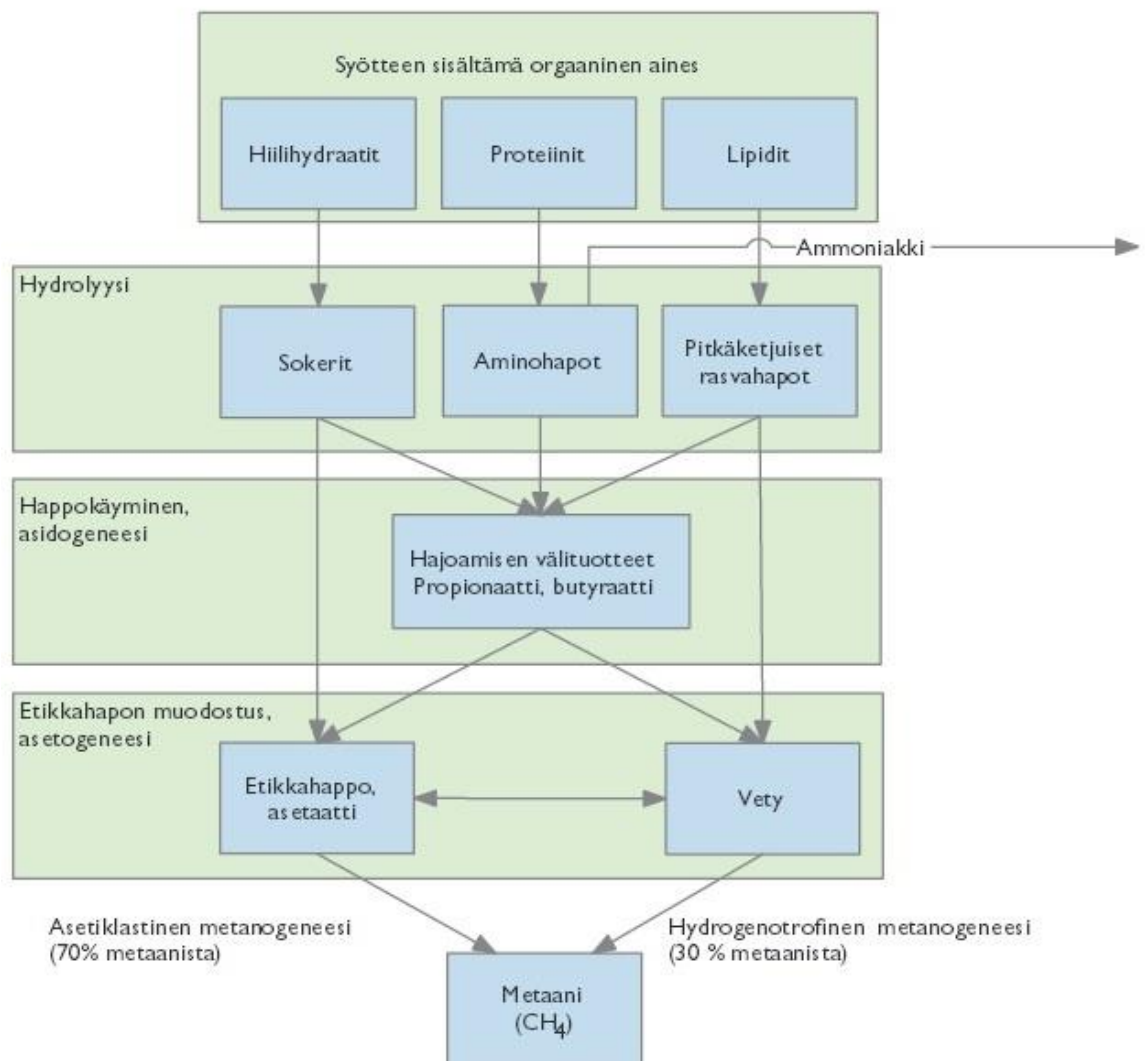 Syötteen sisältämä orgaaninen aines
Hiilihydraatit
Proteiinit
Lipidit
Ammoniakki
Hydrolyysi
Sokerit
Aminohapot
Pitkäketjuiset
rasvahapot
Happokäyminen,
asidogeneesi
Hajoamisen välituotteet
Propionaatti, butyraatti
Etikkahapon muodostus,
asetogeneesi
Etikkahappo,
asetaatti
Vety
Asetiklastinen metanogeneesi
(70% metaanista)
Hydrogenotrofinen metanogeneesi
(30 % metaanista)
Metaani
(CH4)